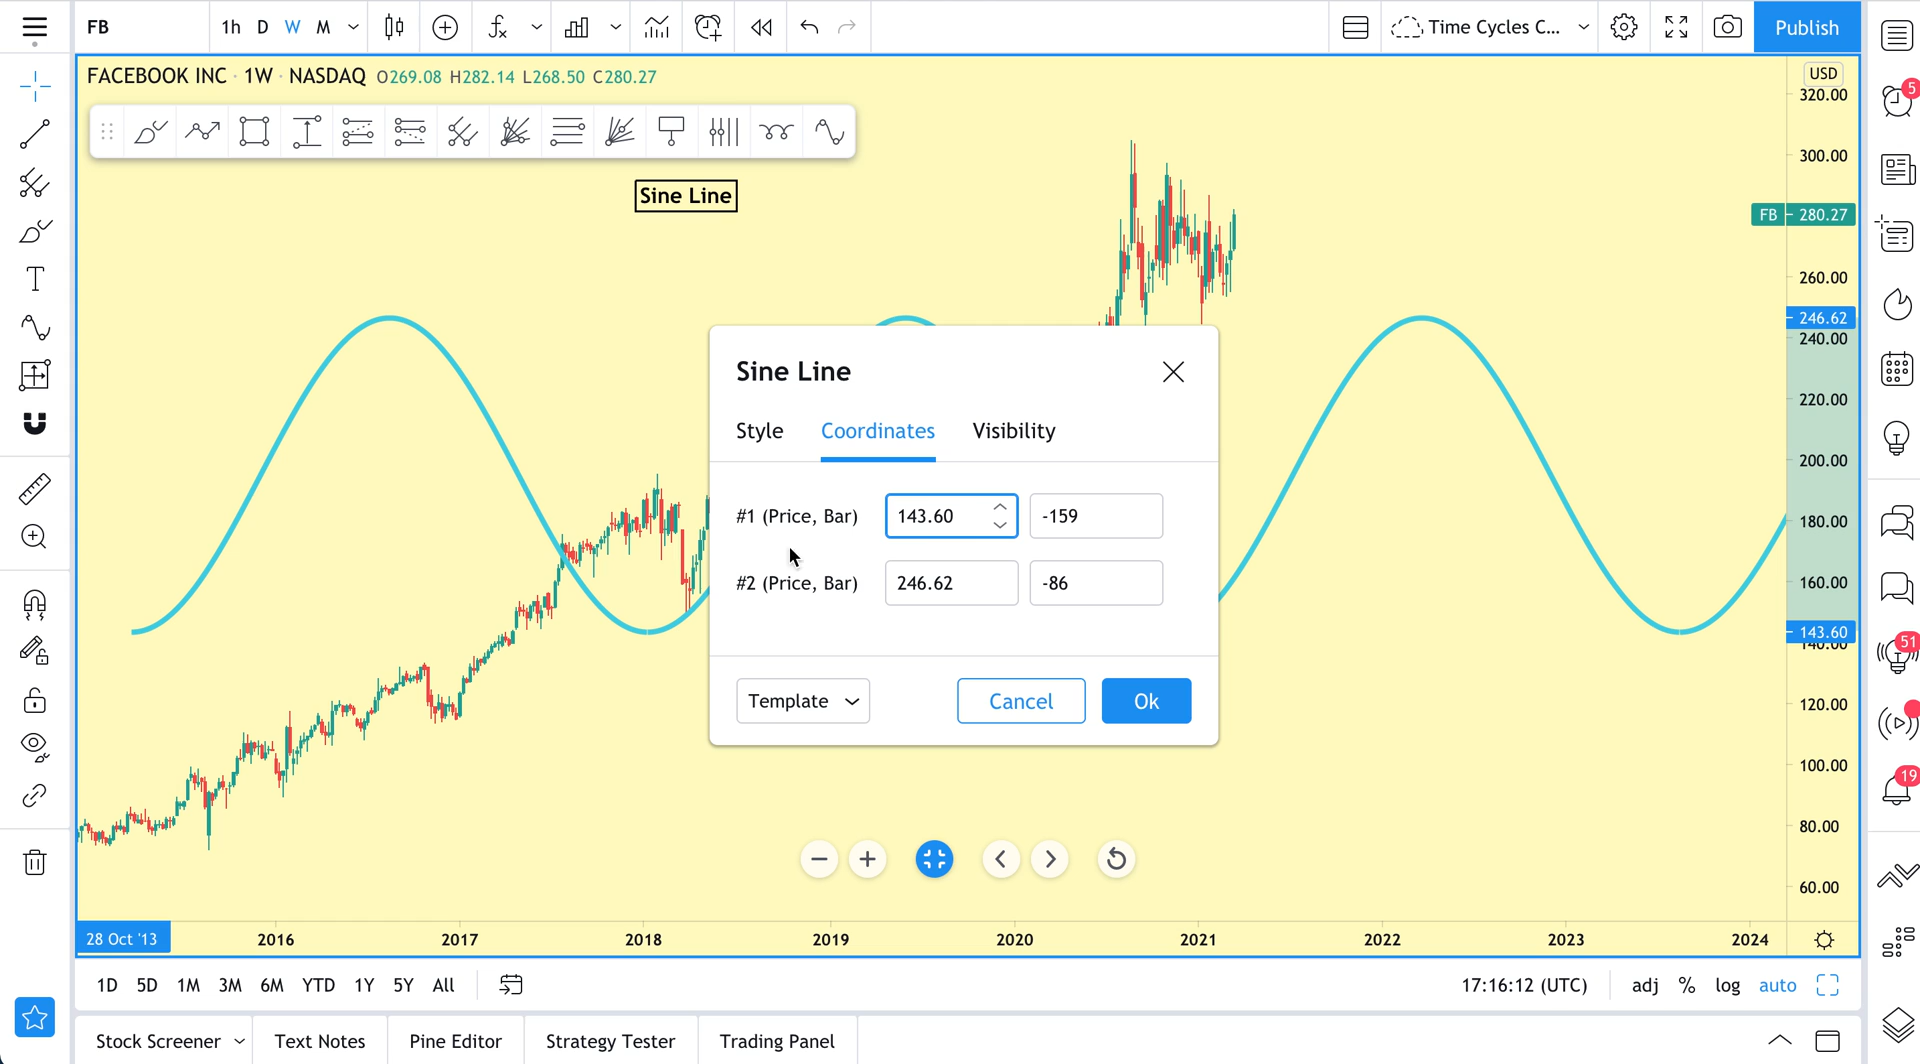 FB
1h D W M
Time Cycles C...
Publish
FACEBOOK INC · 1W · NASDAQ O269.08 H282.14 L268.50 C280.27
USD
320.00
Sine Line
300.00
FB 280.27
260.00
246.62
240.00
220.00
200.00
180.00
160.00
143.60
140.00
120.00
100.00
80.00
60.00
Sine Line
Style Coordinates Visibility
#1 (Price, Bar) 143.60 -159
#2 (Price, Bar) 246.62 -86
Template Cancel Ok
28 Oct '13 2016 2017 2018 2019 2020 2021 2022 2023 2024
1D 5D 1M 3M 6M YTD 1Y 5Y All
17:16:12 (UTC) adj % log auto
Stock Screener Text Notes Pine Editor Strategy Tester Trading Panel
5
51
19